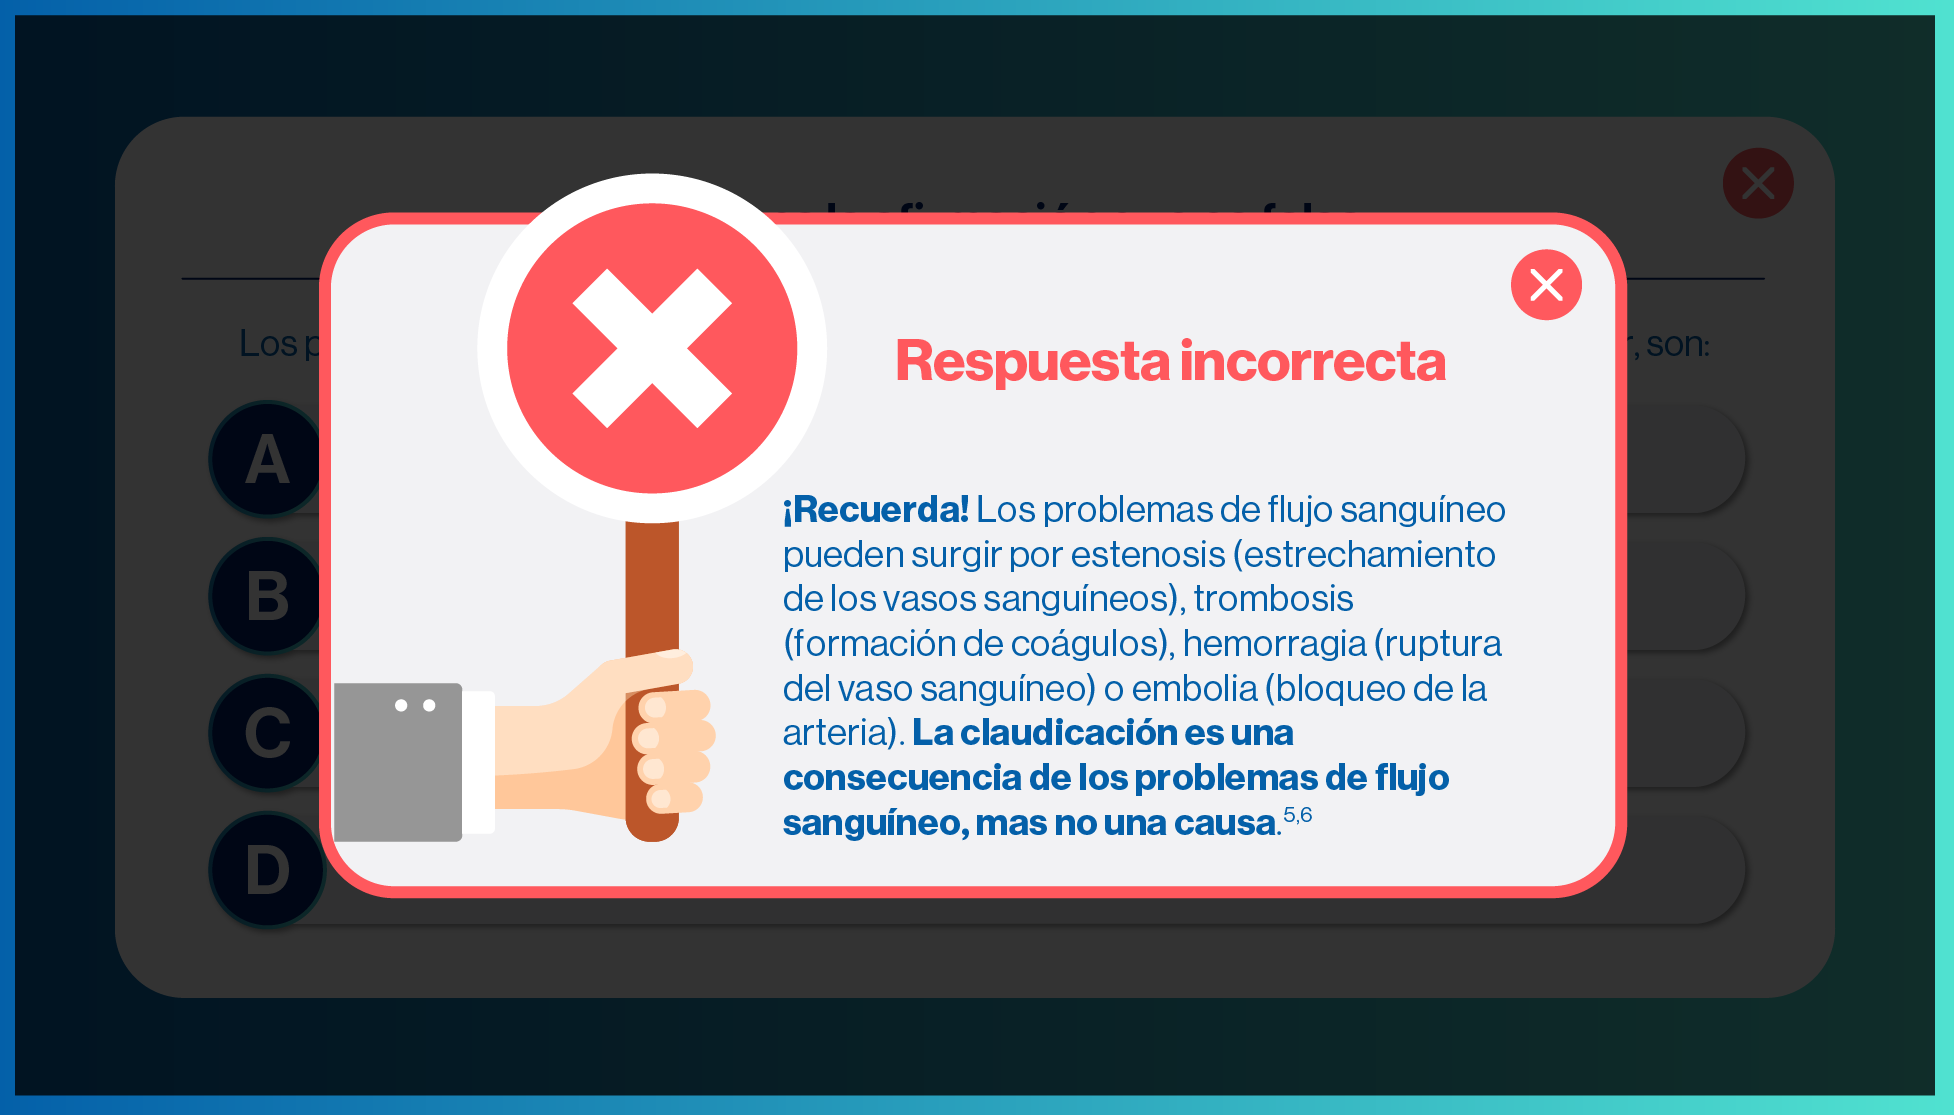 Los
, son:
A
B
C
D
Respuesta incorrecta
¡Recuerda! Los problemas de flujo sanguíneo
pueden surgir por estenosis (estrechamiento
de los vasos sanguíneos), trombosis
(formación de coágulos), hemorragia (ruptura
del vaso sanguíneo) o embolia (bloqueo de la
arteria). La claudicación es una
consecuencia de los problemas de flujo
sanguíneo, mas no una causa.5,6